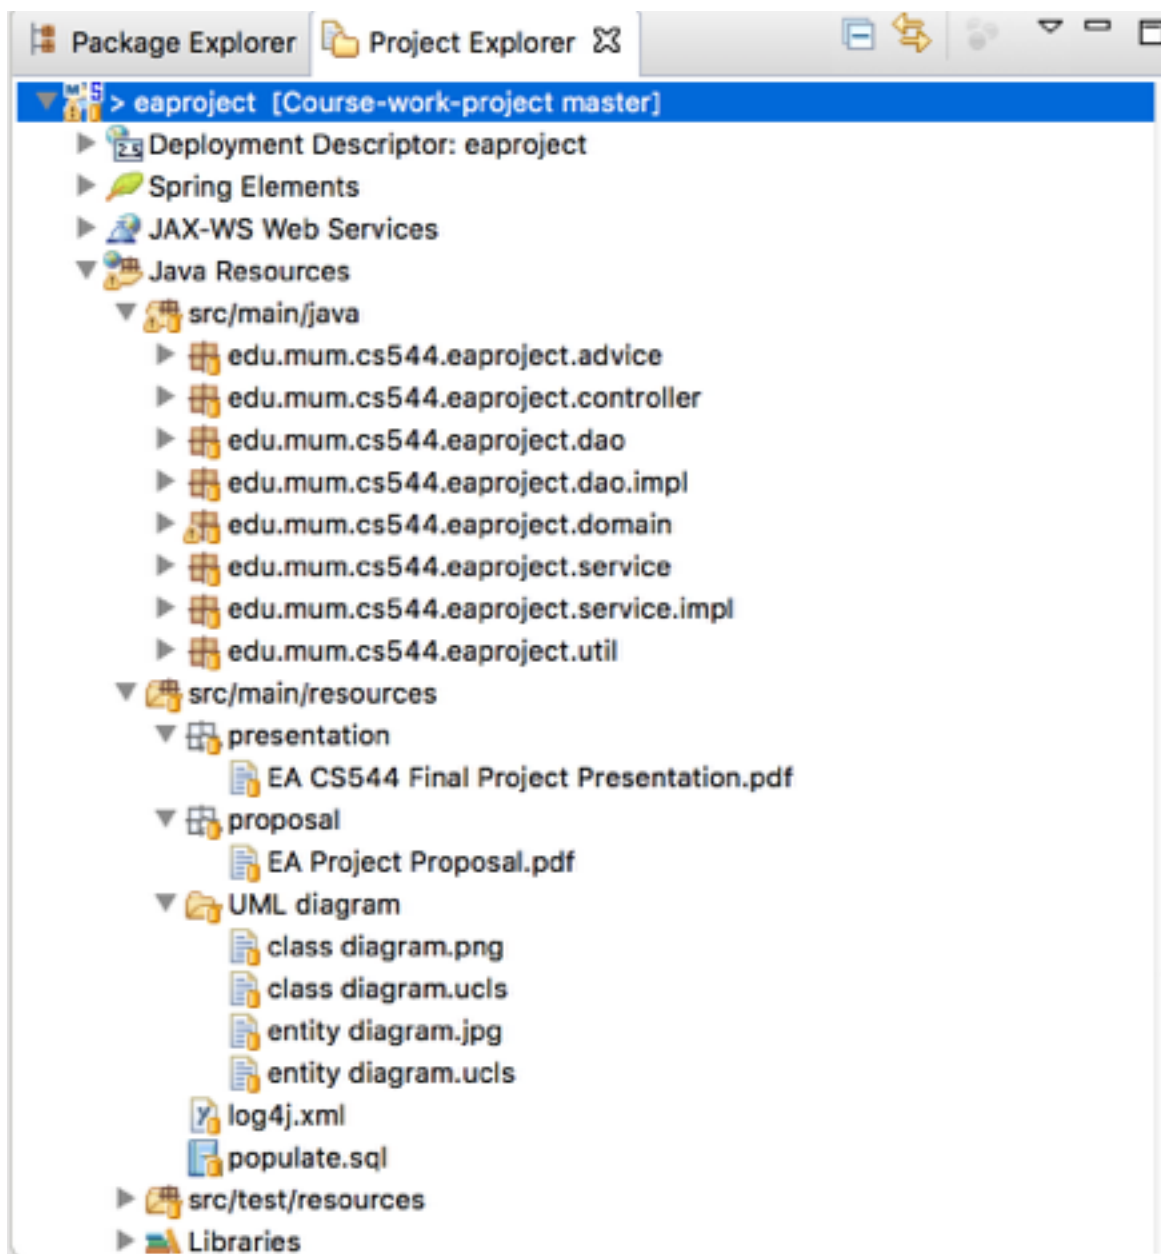 Package Explorer Project Explorer
> eaproject [Course-work-project master]
Deployment Descriptor: eaproject
Spring Elements
JAX-WS Web Services
Java Resources
src/main/java
edu.mum.cs544.eaproject.advice
edu.mum.cs544.eaproject.controller
edu.mum.cs544.eaproject.dao
edu.mum.cs544.eaproject.dao.impl
edu.mum.cs544.eaproject.domain
edu.mum.cs544.eaproject.service
edu.mum.cs544.eaproject.service.impl
edu.mum.cs544.eaproject.util
src/main/resources
presentation
EA CS544 Final Project Presentation.pdf
proposal
EA Project Proposal.pdf
UML diagram
class diagram.png
class diagram.ucls
entity diagram.jpg
entity diagram.ucls
log4j.xml
populate.sql
src/test/resources
Libraries